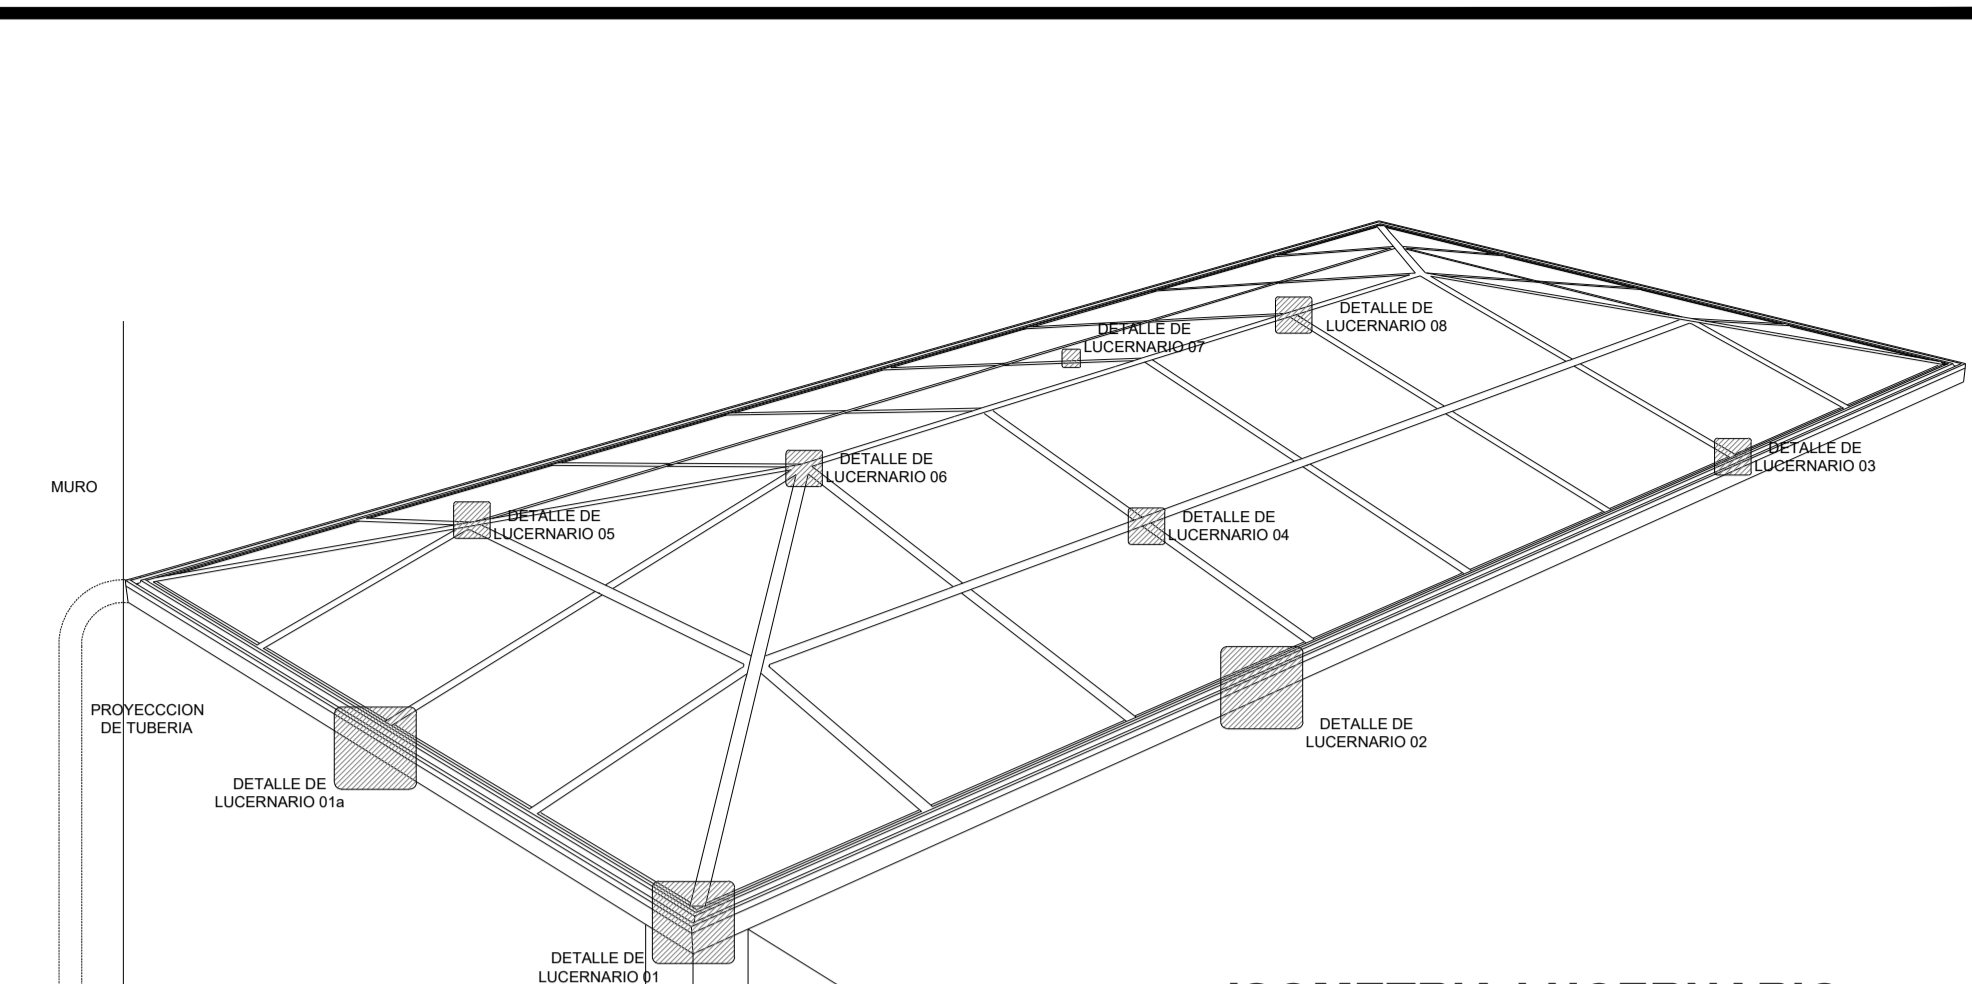 DETALLE DE
LUCERNARIO 08
DETALLE DE
LUCERNARIO 07
DETALLE DE
LUCERNARIO 03
DETALLE DE
LUCERNARIO 06
MURO
DETALLE DE
LUCERNARIO 05
DETALLE DE
LUCERNARIO 04
PROYECCCION
DE TUBERIA
DETALLE DE
LUCERNARIO 02
DETALLE DE
LUCERNARIO 01a
DETALLE DE
LUCERNARIO 01